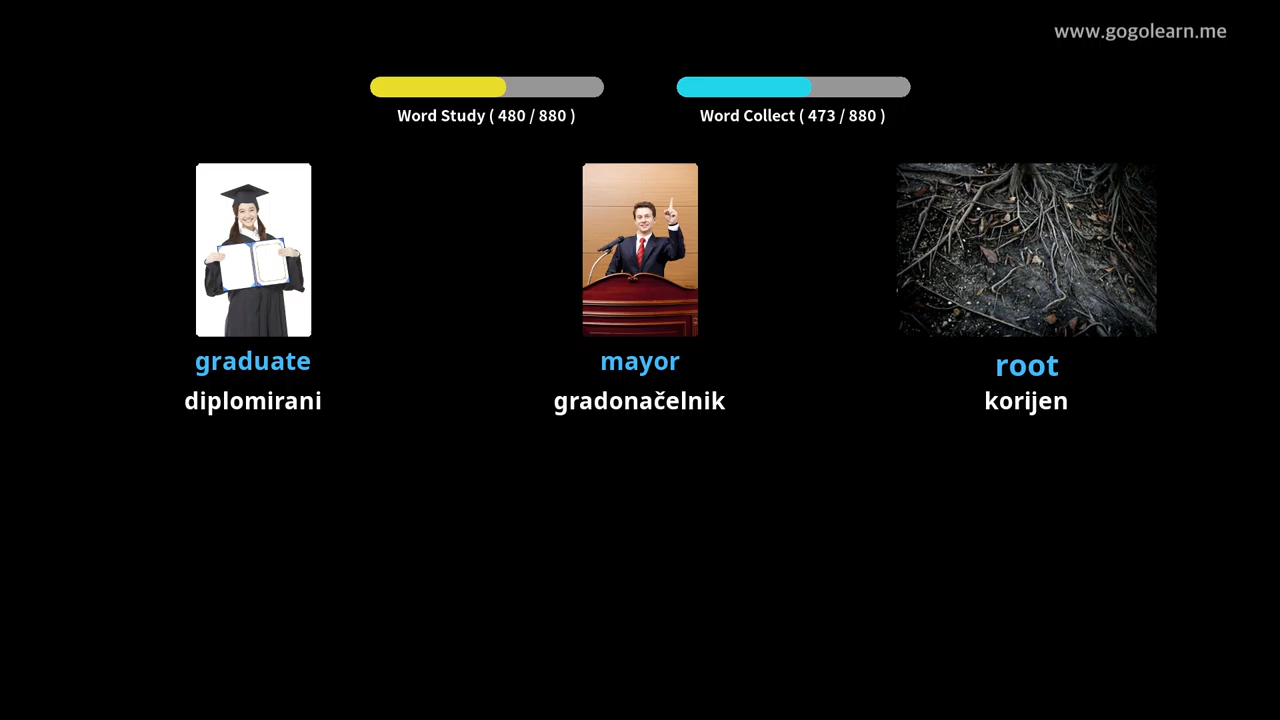 www.gogolearn.me
Word Study ( 480 / 880 )
Word Collect ( 473 / 880 )
graduate
mayor
root
diplomirani
gradonačelnik
korijen